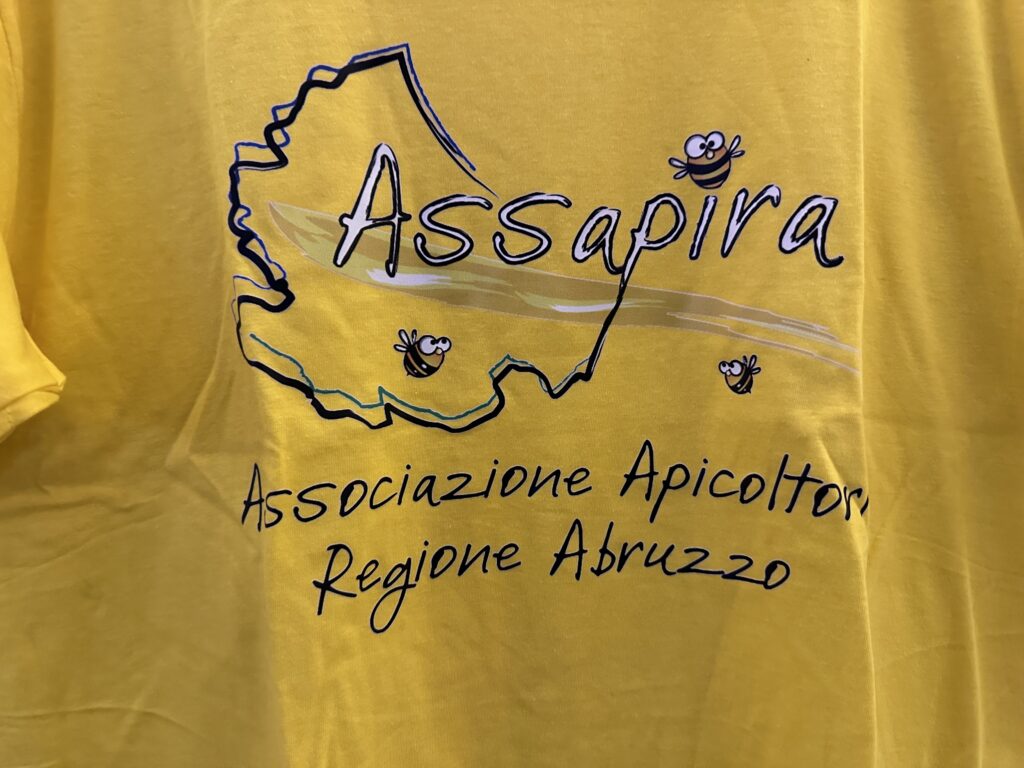 Assapira
Associazione Apicoltori
Regione Abruzzo